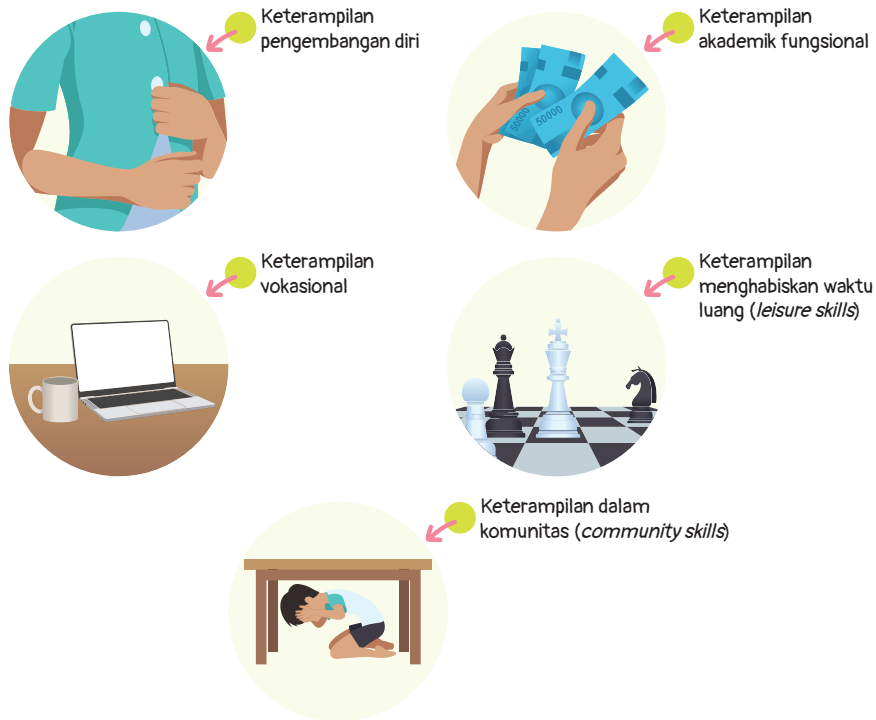 Keterampilan
pengembangan diri
Keterampilan
akademik fungsional
50000
50000
Keterampilan
vokasional
Keterampilan
menghabiskan waktu
luang (leisure skills)
Keterampilan dalam
komunitas (community skills)